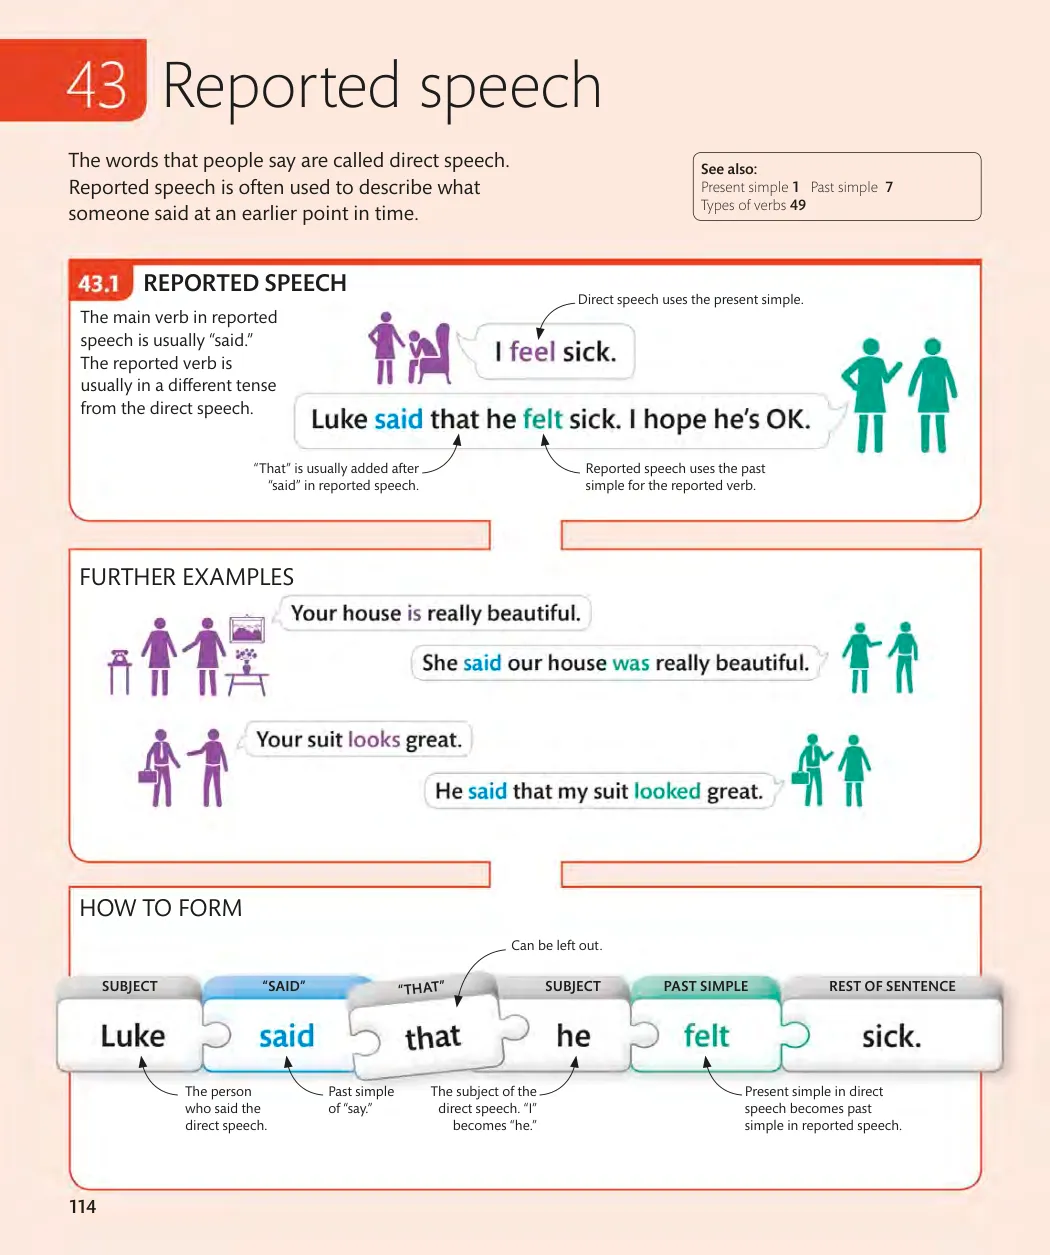 43 Reported speech
The words that people say are called direct speech.
Reported speech is often used to describe what
someone said at an earlier point in time.
See also:
Present simple 1 Past simple 7
Types of verbs 49
43.1 REPORTED SPEECH
The main verb in reported
speech is usually “said.”
The reported verb is
usually in a different tense
from the direct speech.
Direct speech uses the present simple.
I feel sick.
Luke said that he felt sick. I hope he’s OK.
“That” is usually added after
“said” in reported speech.
Reported speech uses the past
simple for the reported verb.
FURTHER EXAMPLES
Your house is really beautiful.
She said our house was really beautiful.
Your suit looks great.
He said that my suit looked great.
HOW TO FORM
Can be left out.
SUBJECT “SAID” “THAT” SUBJECT PAST SIMPLE REST OF SENTENCE
Luke said that he felt sick.
The person
who said the
direct speech.
Past simple
of “say.”
The subject of the
direct speech. “I”
becomes “he.”
Present simple in direct
speech becomes past
simple in reported speech.
114